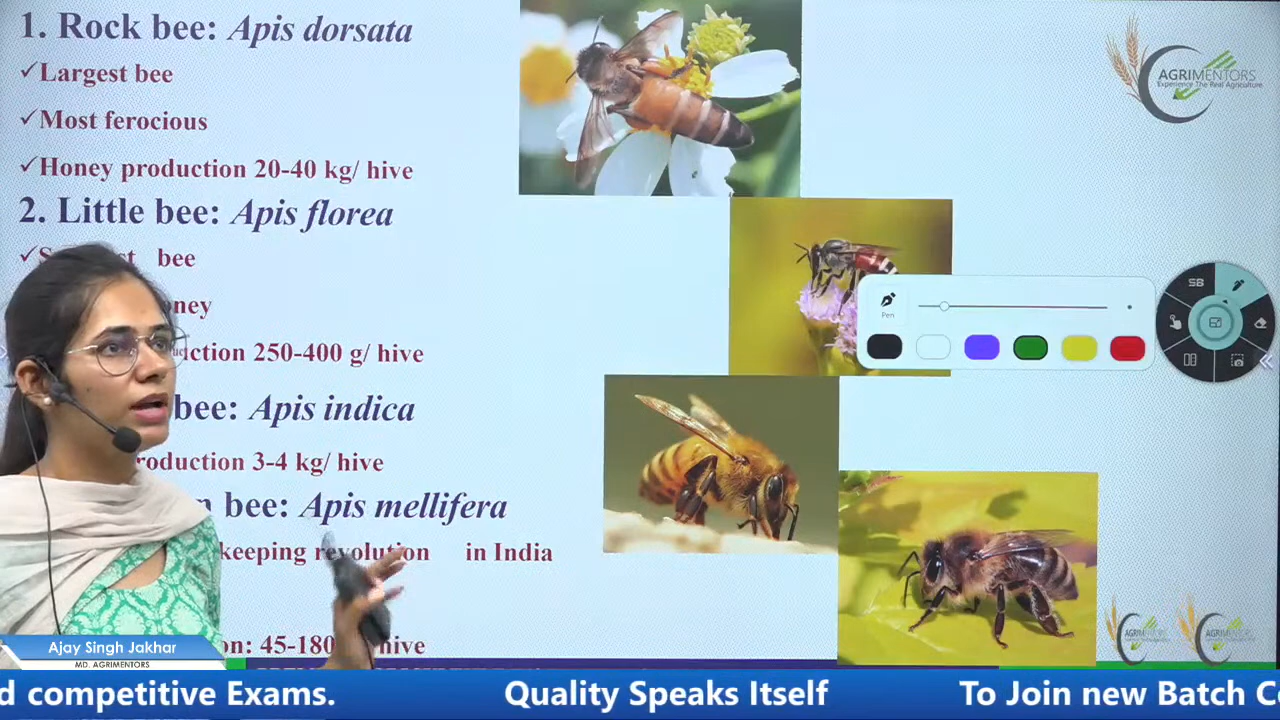 1. Rock bee: Apis dorsata
✓Largest bee
✓Most ferocious
✓Honey production 20-40 kg/ hive
2. Little bee: Apis florea
bee
ction 250-400 g/ hive
bee: Apis indica
roduction 3-4 kg/ hive
n bee: Apis mellifera
keeping revolution in India
on: 45-180 hive
AGRIMENTORS
Experience The Real Agriculture
SB
Pen
AGRIMENTORS
AGRIMENTORS
Ajay Singh Jakhar
MD. AGRIMENTORS
d competitive Exams. Quality Speaks Itself To Join new Batch C